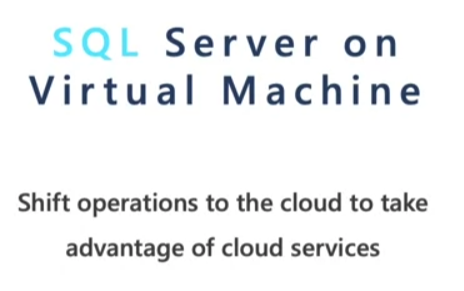 SQL Server on
Virtual Machine
Shift operations to the cloud to take
advantage of cloud services